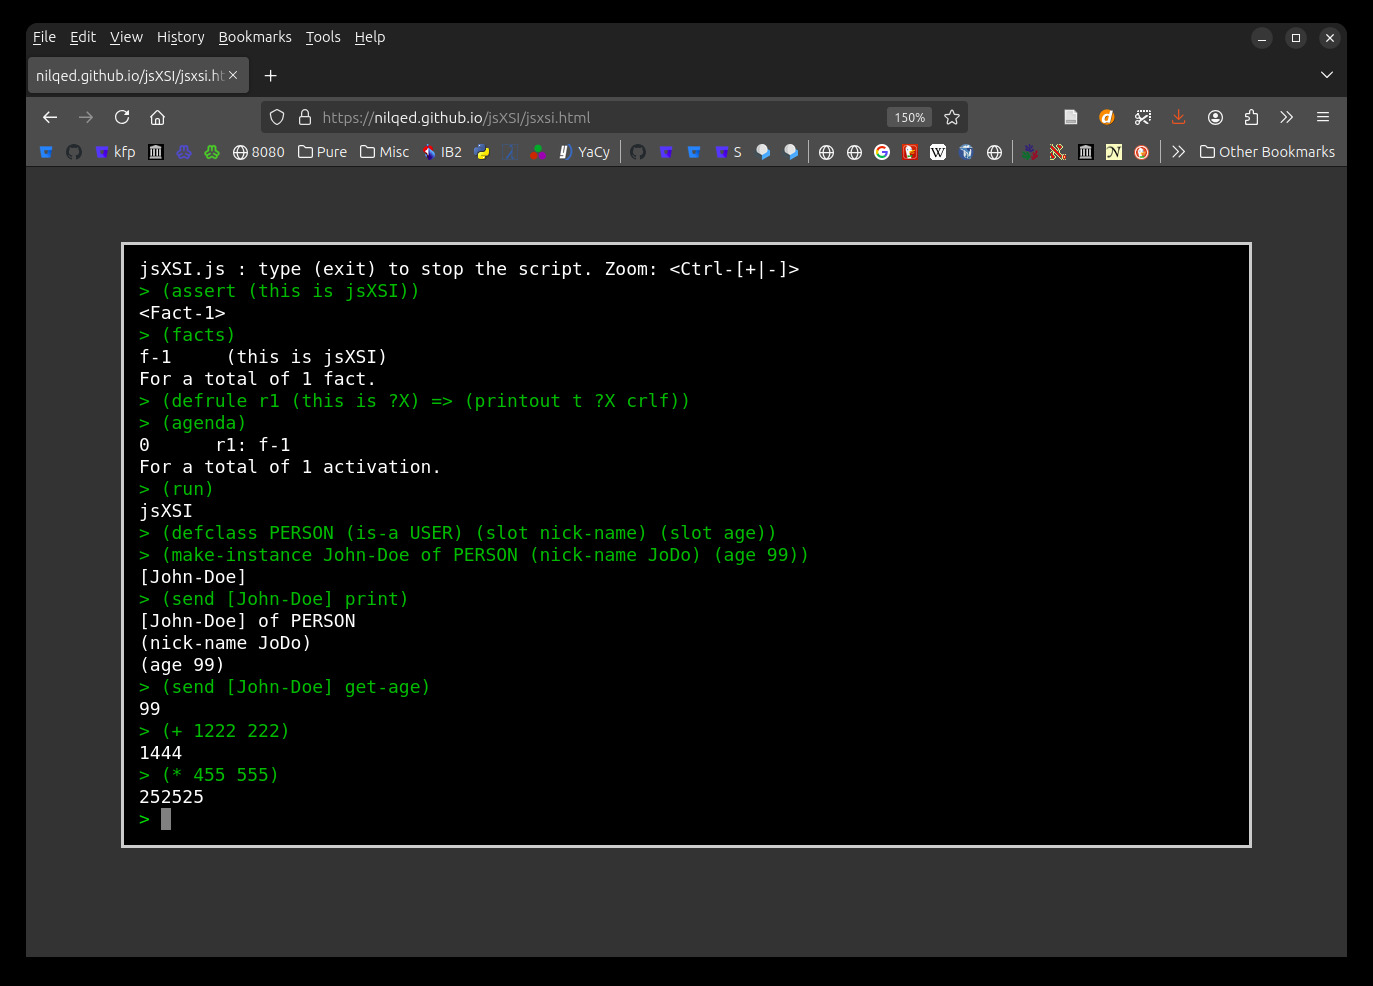 File Edit View History Bookmarks Tools Help
nilqed.github.io/jsXSI/jsxsi.ht
https://nilqed.github.io/jsXSI/jsxsi.html 150%
kfp 8080 Pure Misc IB2 YaCy S Other Bookmarks
jsXSI.js : type (exit) to stop the script. Zoom: <Ctrl-[+|-]>
> (assert (this is jsXSI))
<Fact-1>
> (facts)
f-1     (this is jsXSI)
For a total of 1 fact.
> (defrule r1 (this is ?X) => (printout t ?X crlf))
> (agenda)
0      r1: f-1
For a total of 1 activation.
> (run)
jsXSI
> (defclass PERSON (is-a USER) (slot nick-name) (slot age))
> (make-instance John-Doe of PERSON (nick-name JoDo) (age 99))
[John-Doe]
> (send [John-Doe] print)
[John-Doe] of PERSON
(nick-name JoDo)
(age 99)
> (send [John-Doe] get-age)
99
> (+ 1222 222)
1444
> (* 455 555)
252525
>